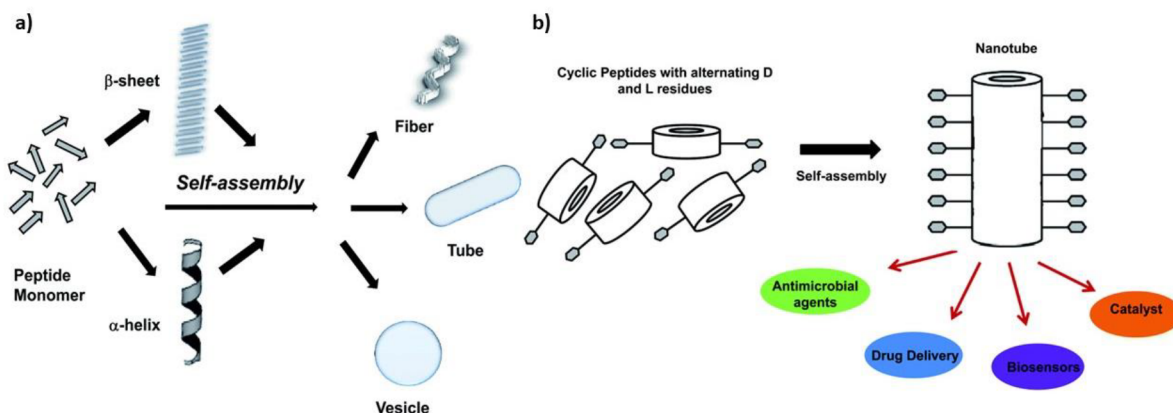 a)
β-sheet
Peptide
Monomer
α-helix
Self-assembly
Fiber
Tube
Vesicle
b)
Cyclic Peptides with alternating D
and L residues
Self-assembly
Nanotube
Antimicrobial
agents
Drug Delivery
Biosensors
Catalyst